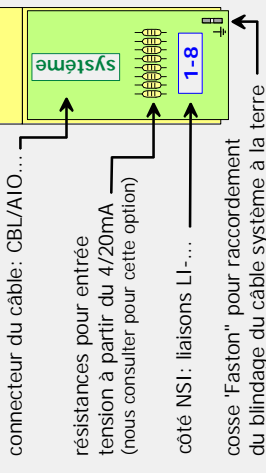 connecteur du câble: CBL/AIO...
résistances pour entrée
tension à partir du 4/20mA
(nous consulter pour cette option)
côté NSI: liaisons LI-...
cosse "Faston" pour raccordement
du blindage du câble système à la terre
système
1-8